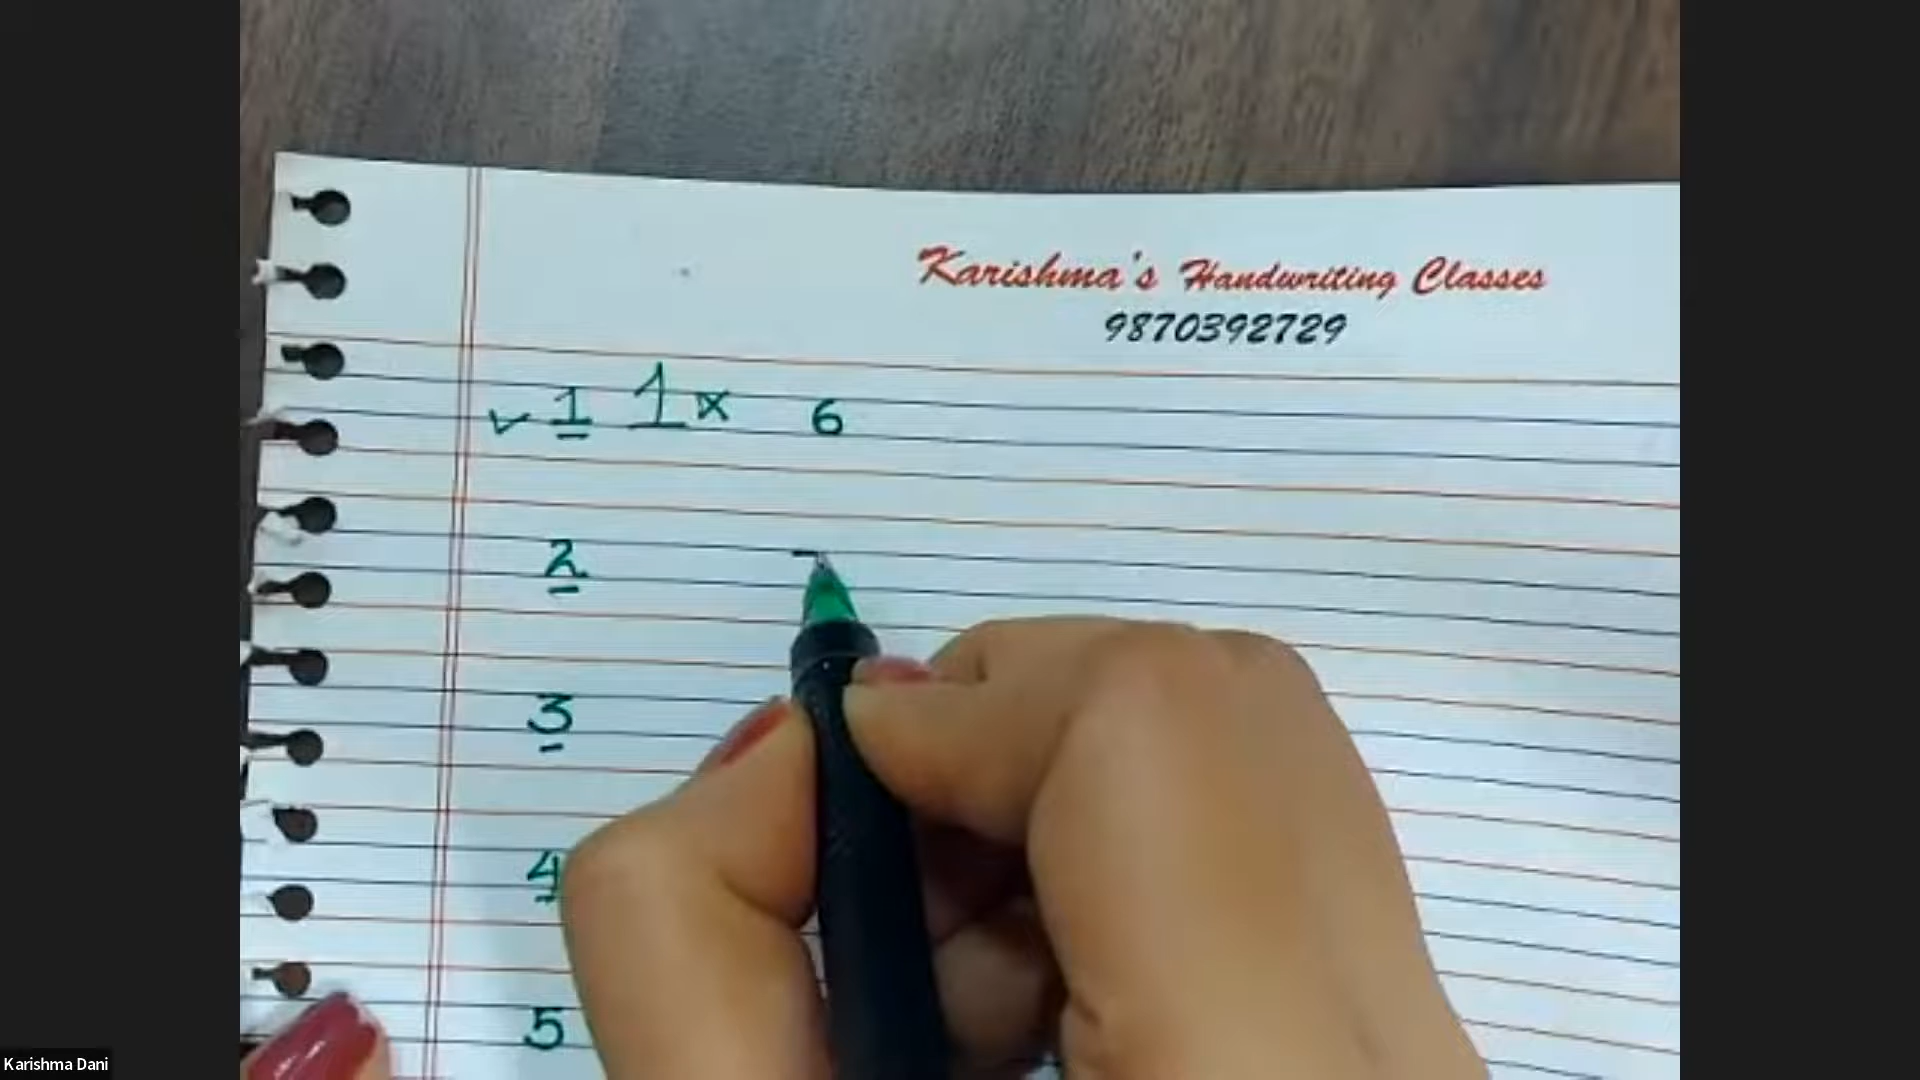 Karishma's Handwriting Classes
9870392729
✓ 1 1 x 6
2
3
4
5
Karishma Dani